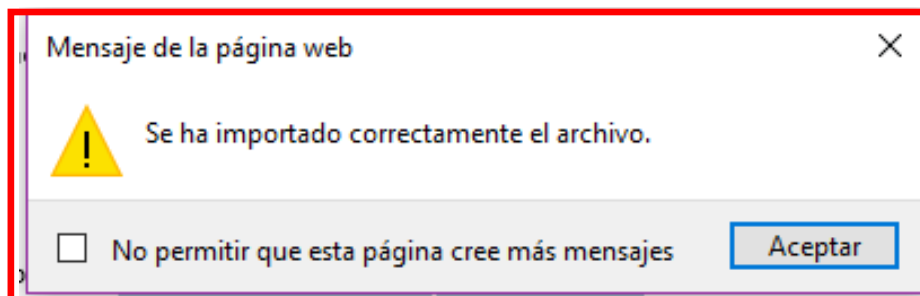 Mensaje de la página web
Se ha importado correctamente el archivo.
No permitir que esta página cree más mensajes
Aceptar